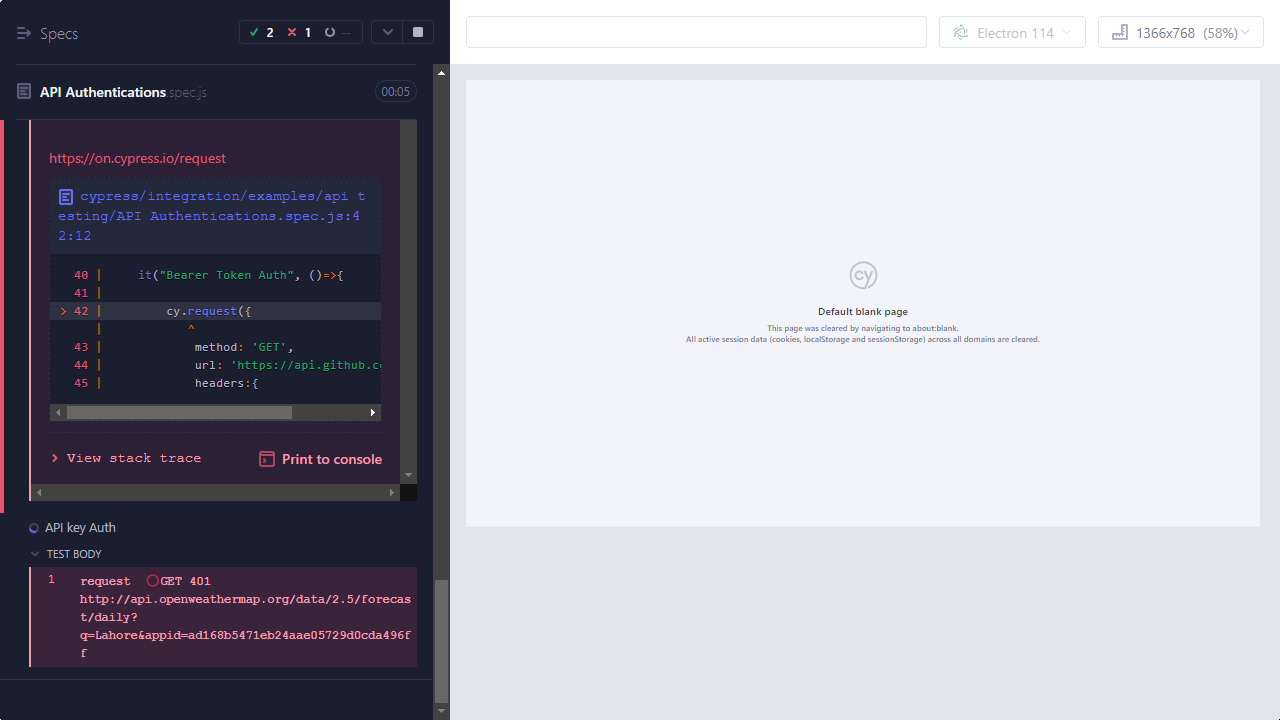 Specs
2 1 --
Electron 114
1366x768 (58%)
API Authentications.spec.js
00:05
https://on.cypress.io/request
cypress/integration/examples/api t
esting/API Authentications.spec.js:4
2:12
40 | it("Bearer Token Auth", ()=>{
41 |
> 42 | cy.request({
| ^
43 | method: 'GET',
44 | url: 'https://api.github.c
45 | headers:{
> View stack trace
Print to console
API key Auth
TEST BODY
1 request GET 401
http://api.openweathermap.org/data/2.5/forecas
t/daily?
q=Lahore&appid=ad168b5471eb24aae05729d0cda496f
f
cy
Default blank page
This page was cleared by navigating to about:blank.
All active session data (cookies, localStorage and sessionStorage) across all domains are cleared.